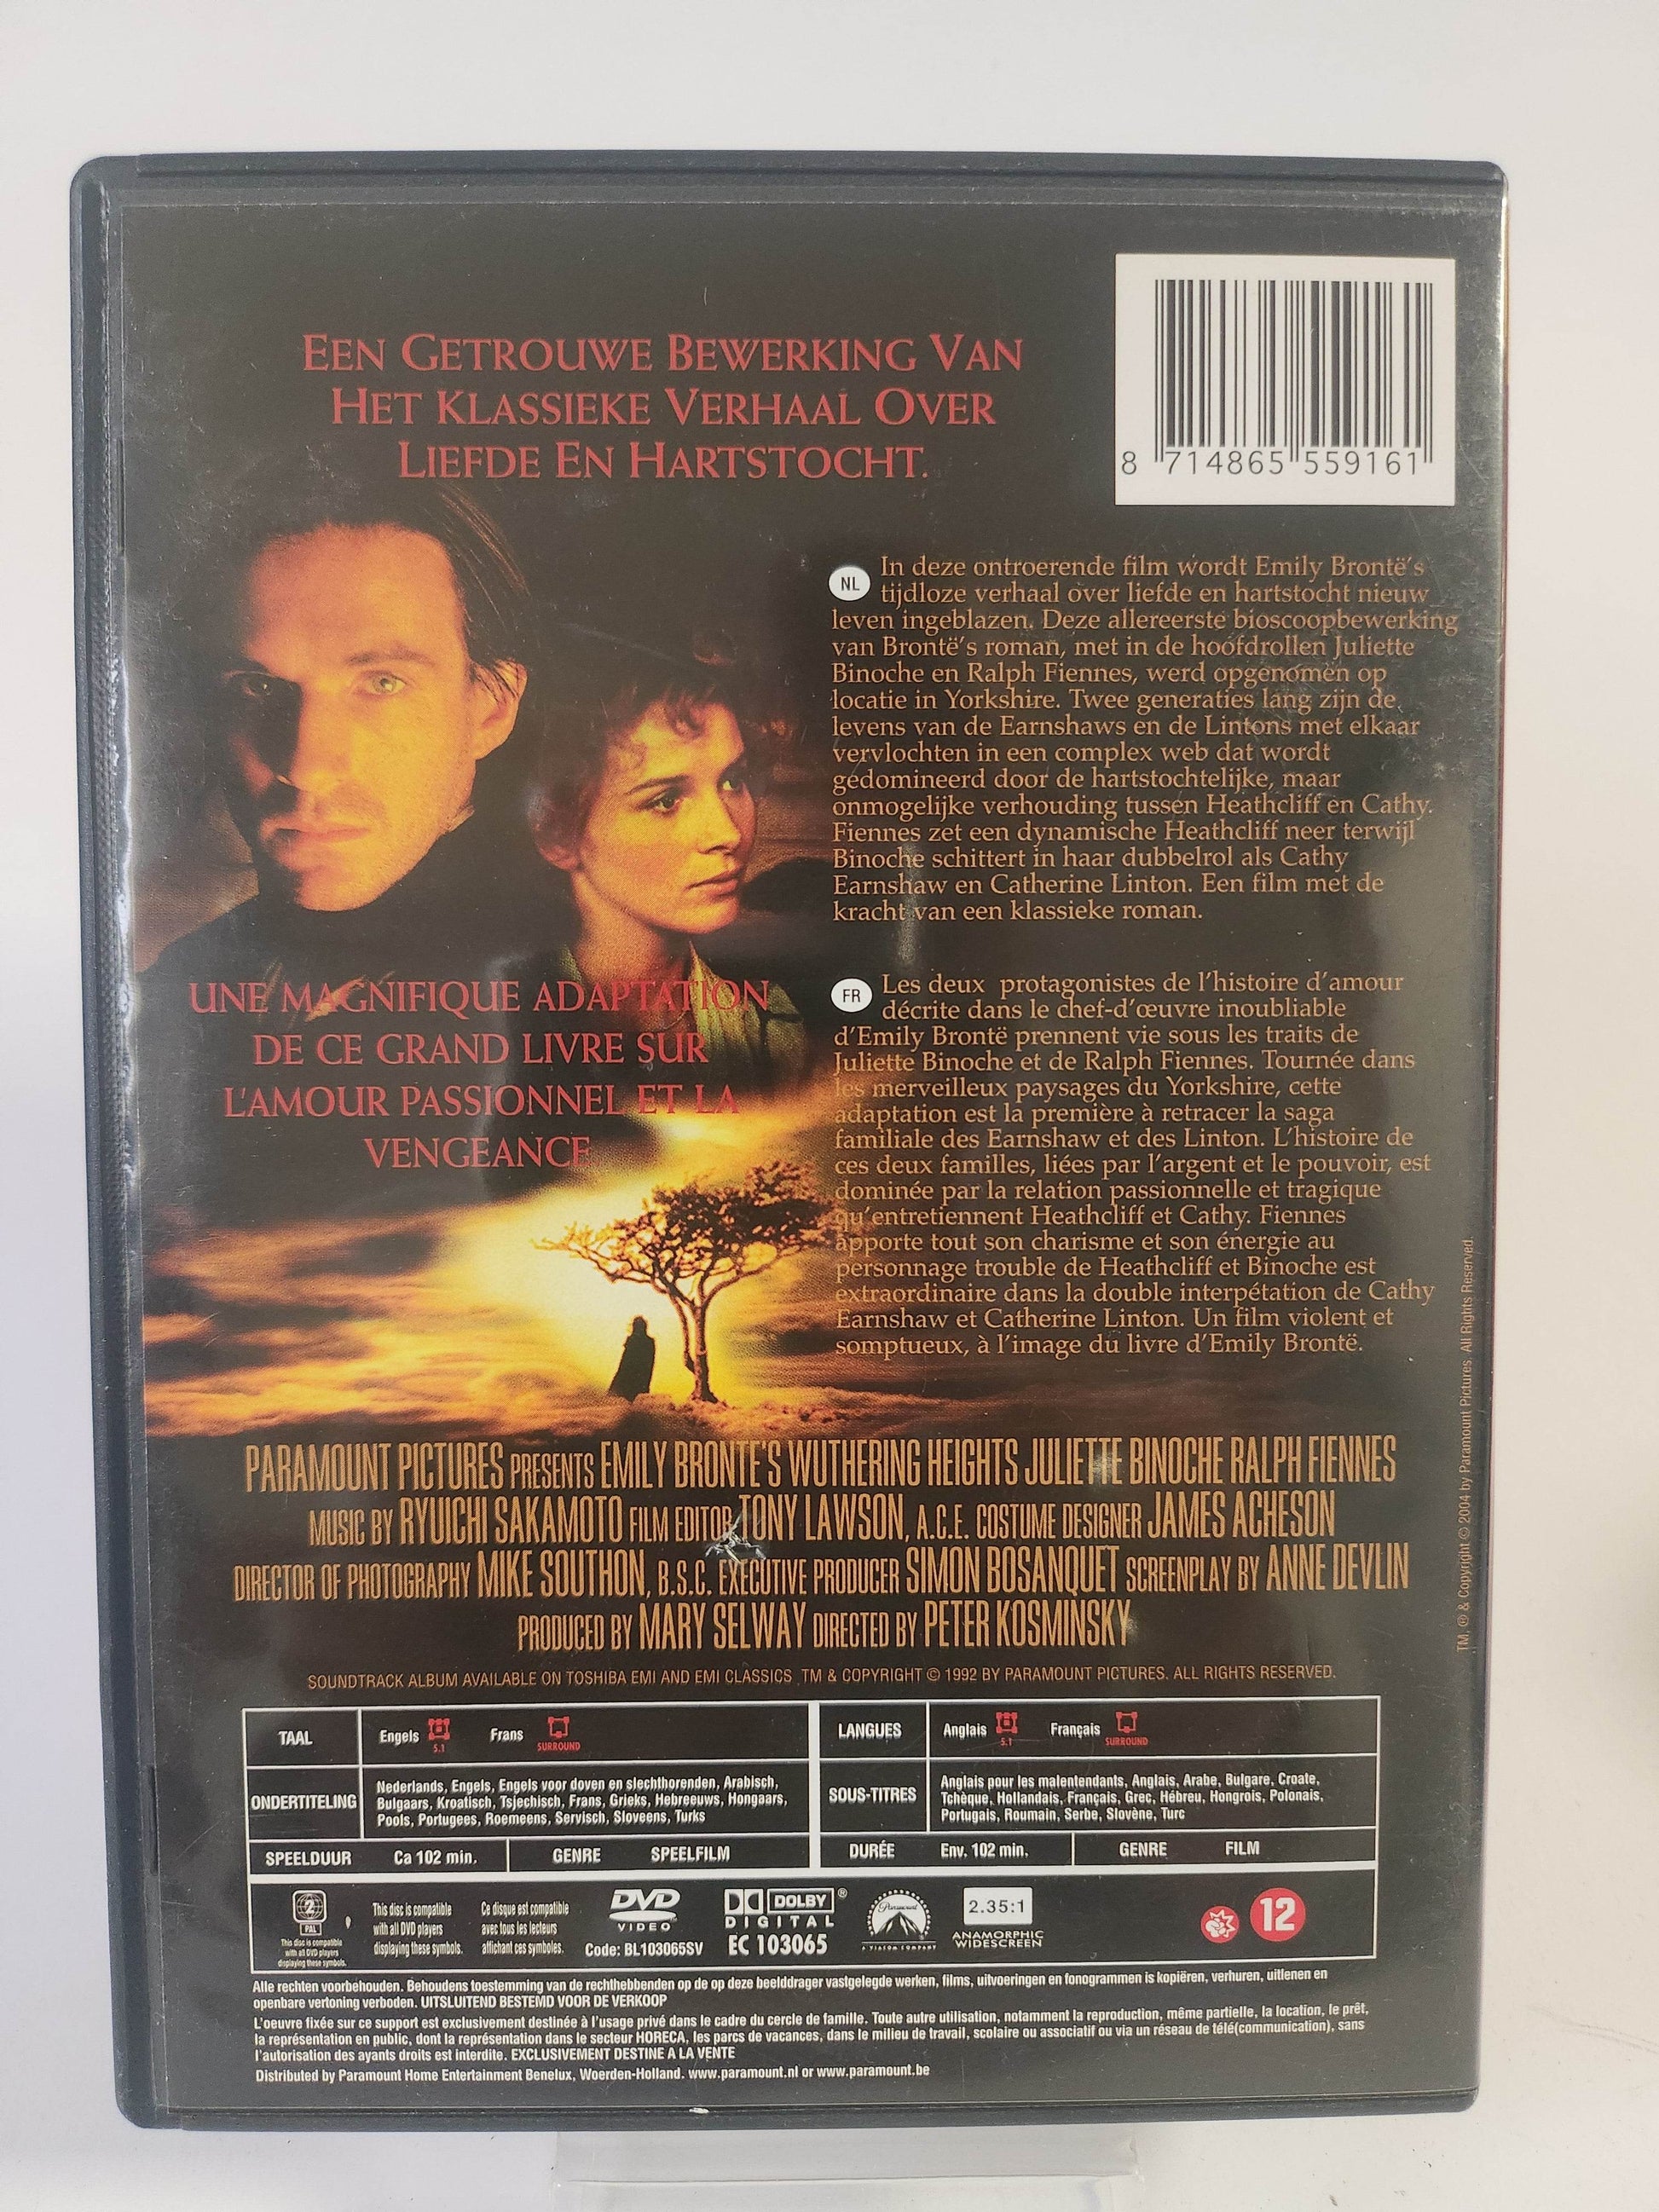 EEN GETROUWE BEWERKING VAN
HET KLASSIEKE VERHAAL OVER
LIEFDE EN HARTSTOCHT.
8 714865 559161
NL
In deze ontroerende film wordt Emily Brontë's
tijdloze verhaal over liefde en hartstocht nieuw
leven ingeblazen. Deze allereerste bioscoopbewerking
van Brontë's roman, met in de hoofdrollen Juliette
Binoche en Ralph Fiennes, werd opgenomen op
locatie in Yorkshire. Twee generaties lang zijn de
levens van de Earnshaws en de Lintons met elkaar
vervlochten in een complex web dat wordt
gedomineerd door de hartstochtelijke, maar
onmogelijke verhouding tussen Heathcliff en Cathy.
Fiennes zet een dynamische Heathcliff neer terwijl
Binoche schittert in haar dubbelrol als Cathy
Earnshaw en Catherine Linton. Een film met de
kracht van een klassieke roman.
UNE MAGNIFIQUE ADAPTATION
DE CE GRAND LIVRE SUR
L'AMOUR PASSIONNEL ET LA
VENGEANCE
FR
Les deux protagonistes de l'histoire d'amour
décrite dans le chef-d'œuvre inoubliable
d'Emily Brontë prennent vie sous les traits de
Juliette Binoche et de Ralph Fiennes. Tournée dans
les merveilleux paysages du Yorkshire, cette
adaptation est la première à retracer la saga
familiale des Earnshaw et des Linton. L'histoire de
ces deux familles, liées par l'argent et le pouvoir, est
dominée par la relation passionnelle et tragique
qu'entretiennent Heathcliff et Cathy. Fiennes
apporte tout son charisme et son énergie au
personnage trouble de Heathcliff et Binoche est
extraordinaire dans la double interpétation de Cathy
Earnshaw et Catherine Linton. Un film violent et
somptueux, à l'image du livre d'Emily Brontë.
TM, ® & Copyright © 2004 by Paramount Pictures. All Rights Reserved.
PARAMOUNT PICTURES PRESENTS EMILY BRONTË'S WUTHERING HEIGHTS JULIETTE BINOCHE RALPH FIENNES
MUSIC BY RYUICHI SAKAMOTO FILM EDITOR TONY LAWSON, A.C.E. COSTUME DESIGNER JAMES ACHESON
DIRECTOR OF PHOTOGRAPHY MIKE SOUTHON, B.S.C. EXECUTIVE PRODUCER SIMON BOSANQUET SCREENPLAY BY ANNE DEVLIN
PRODUCED BY MARY SELWAY DIRECTED BY PETER KOSMINSKY
SOUNDTRACK ALBUM AVAILABLE ON TOSHIBA EMI AND EMI CLASSICS TM & COPYRIGHT © 1992 BY PARAMOUNT PICTURES. ALL RIGHTS RESERVED.
TAAL Engels 5.1 Frans SURROUND
ONDERTITELING
Nederlands, Engels, Engels voor doven en slechthorenden, Arabisch,
Bulgaars, Kroatisch, Tsjechisch, Frans, Grieks, Hebreeuws, Hongaars,
Pools, Portugees, Roemeens, Servisch, Sloveens, Turks
SPEELDUUR Ca 102 min. GENRE SPEELFILM
LANGUES Anglais 5.1 Français SURROUND
SOUS-TITRES
Anglais pour les malentendants, Anglais, Arabe, Bulgare, Croate,
Tchèque, Hollandais, Français, Grec, Hébreu, Hongrois, Polonais,
Portugais, Roumain, Serbe, Slovène, Turc
DURÉE Env. 102 min. GENRE FILM
2
PAL
This disc is compatible
with all DVD players
displaying these symbols.
This disc is compatible
with all DVD players
displaying these symbols.
Ce disque est compatible
avec tous les lecteurs
affichant ces symboles.
DVD
VIDEO
Code: BL103065SV
DOLBY ®
DIGITAL
EC 103065
Paramount
A VIACOM COMPANY
2.35:1
ANAMORPHIC
WIDESCREEN
12
Alle rechten voorbehouden. Behoudens toestemming van de rechthebbenden op de op deze beelddrager vastgelegde werken, films, uitvoeringen en fonogrammen is kopiëren, verhuren, uitlenen en
openbare vertoning verboden. UITSLUITEND BESTEMD VOOR DE VERKOOP
L'oeuvre fixée sur ce support est exclusivement destinée à l'usage privé dans le cadre du cercle de famille. Toute autre utilisation, notamment la reproduction, même partielle, la location, le prêt,
la représentation en public, dont la représentation dans le secteur HORECA, les parcs de vacances, dans le milieu de travail, scolaire ou associatif ou via un réseau de télé(communication), sans
l'autorisation des ayants droits est interdite. EXCLUSIVEMENT DESTINE A LA VENTE
Distributed by Paramount Home Entertainment Benelux, Woerden-Holland. www.paramount.nl or www.paramount.be